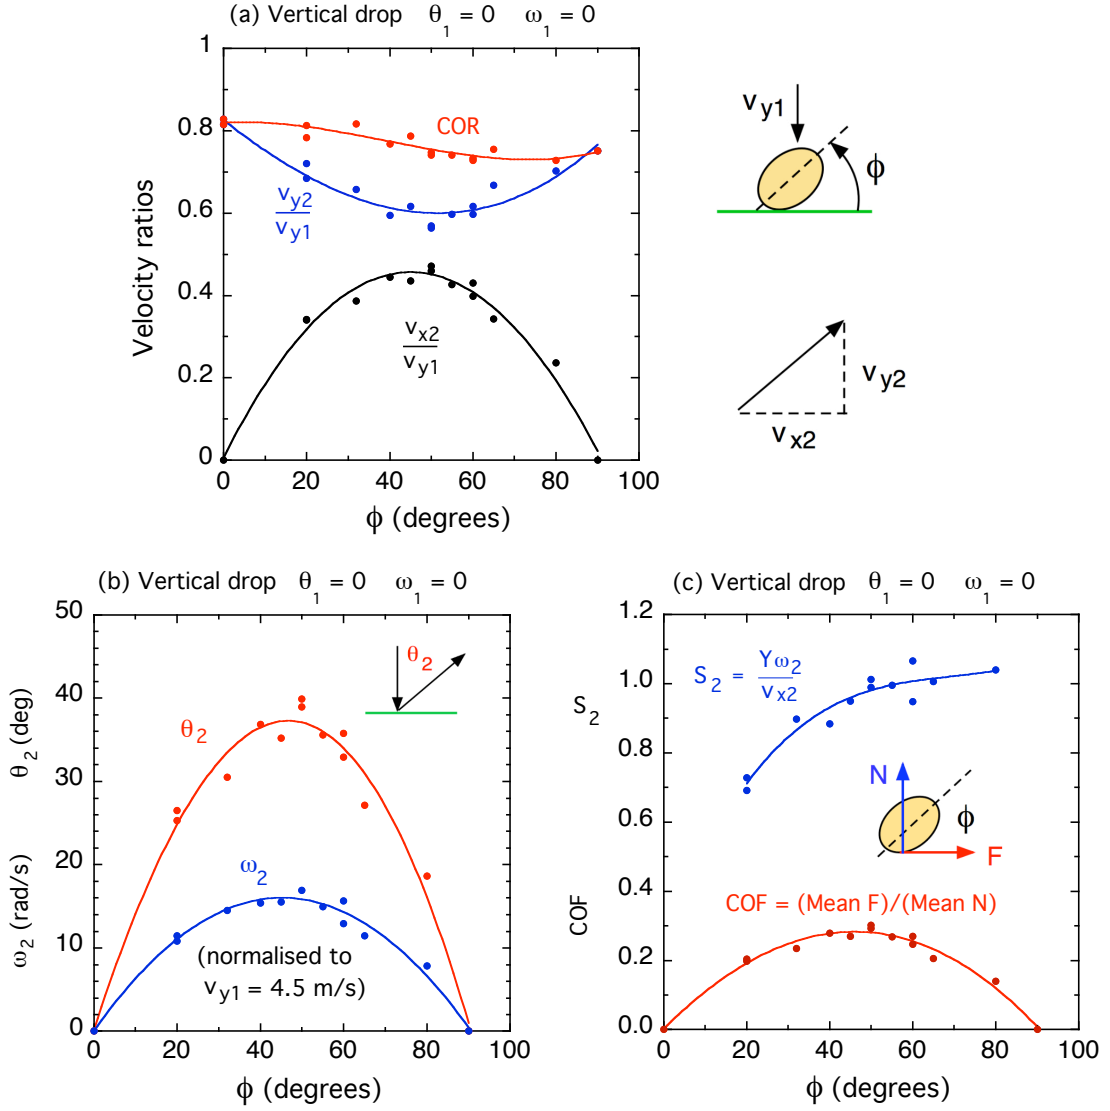 (a) Vertical drop θ1 = 0 ω1 = 0
1
0.8
0.6
0.4
0.2
0
Velocity ratios
COR
vy2
vy1
vx2
vy1
0 20 40 60 80 100
ϕ (degrees)
vy1
ϕ
vy2
vx2
(b) Vertical drop θ1 = 0 ω1 = 0
50
40
30
20
10
0
θ2 (deg)
ω2 (rad/s)
θ2
θ2
ω2
(normalised to
vy1 = 4.5 m/s)
0 20 40 60 80 100
ϕ (degrees)
(c) Vertical drop θ1 = 0 ω1 = 0
1.2
1.0
0.8
0.6
0.4
0.2
0.0
S2
COF
S2 = Yω2
vx2
N
ϕ
F
COF = (Mean F)/(Mean N)
0 20 40 60 80 100
ϕ (degrees)